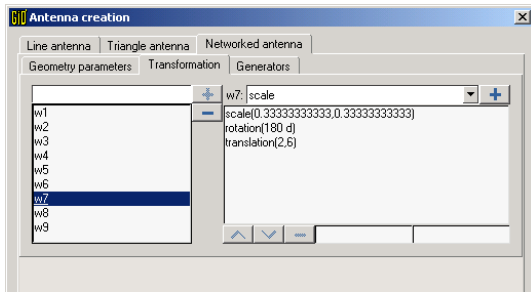 GiD Antenna creation
Line antenna Triangle antenna Networked antenna
Geometry parameters Transformation Generators
w7: scale
w1
w2
w3
w4
w5
w6
w7
w8
w9
scale(0.33333333333,0.33333333333)
rotation(180 d)
translation(2,6)